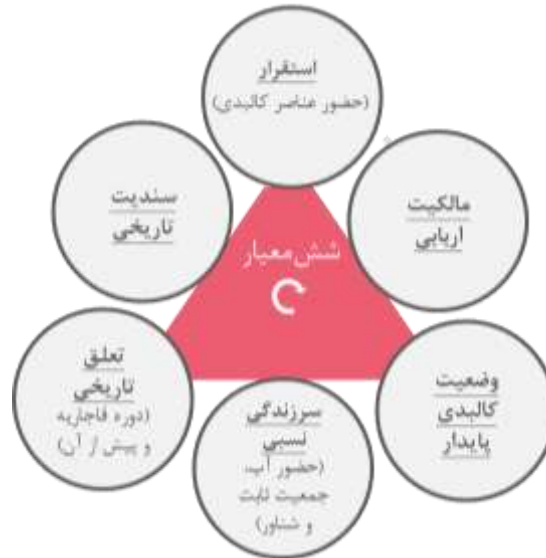 استقرار
(حضور عناصر کالبدی)
سندیت
تاریخی
مالکیت
اربابی
شش معیار
تعلق
تاریخی
(دوره قاجاریه
و پیش از آن)
سرزندگی
نسبی
(حضور آب،
جمعیت ثابت
و شناور)
وضعیت
کالبدی
پایدار